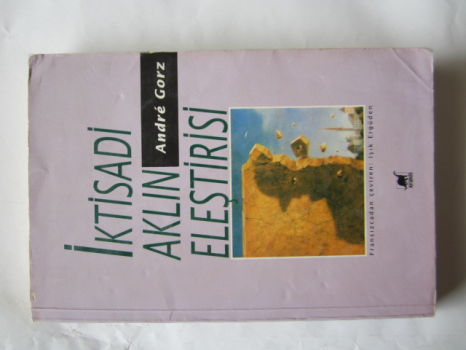 İKTİSADİ
AKLIN
André Gorz
ELEŞTİRİSİ
Fransızcadan çeviren: Işık Ergüden